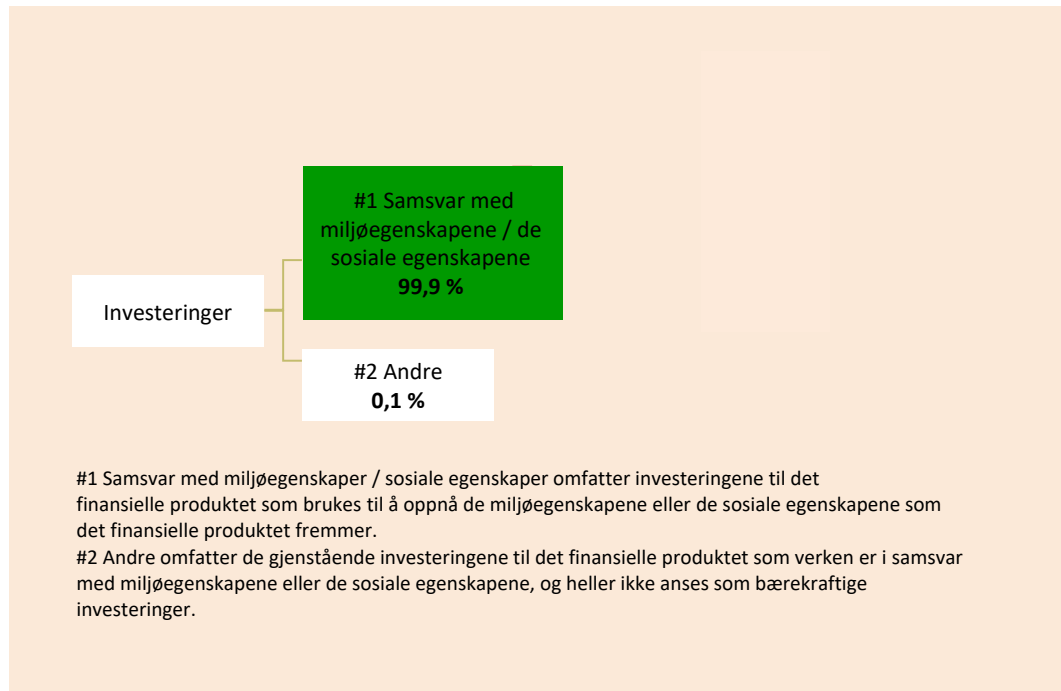 #1 Samsvar med
miljøegenskapene / de
sosiale egenskapene
99,9 %
Investeringer
#2 Andre
0,1 %
#1 Samsvar med miljøegenskaper / sosiale egenskaper omfatter investeringene til det
finansielle produktet som brukes til å oppnå de miljøegenskapene eller de sosiale egenskapene som
det finansielle produktet fremmer.
#2 Andre omfatter de gjenstående investeringene til det finansielle produktet som verken er i samsvar
med miljøegenskapene eller de sosiale egenskapene, og heller ikke anses som bærekraftige
investeringer.